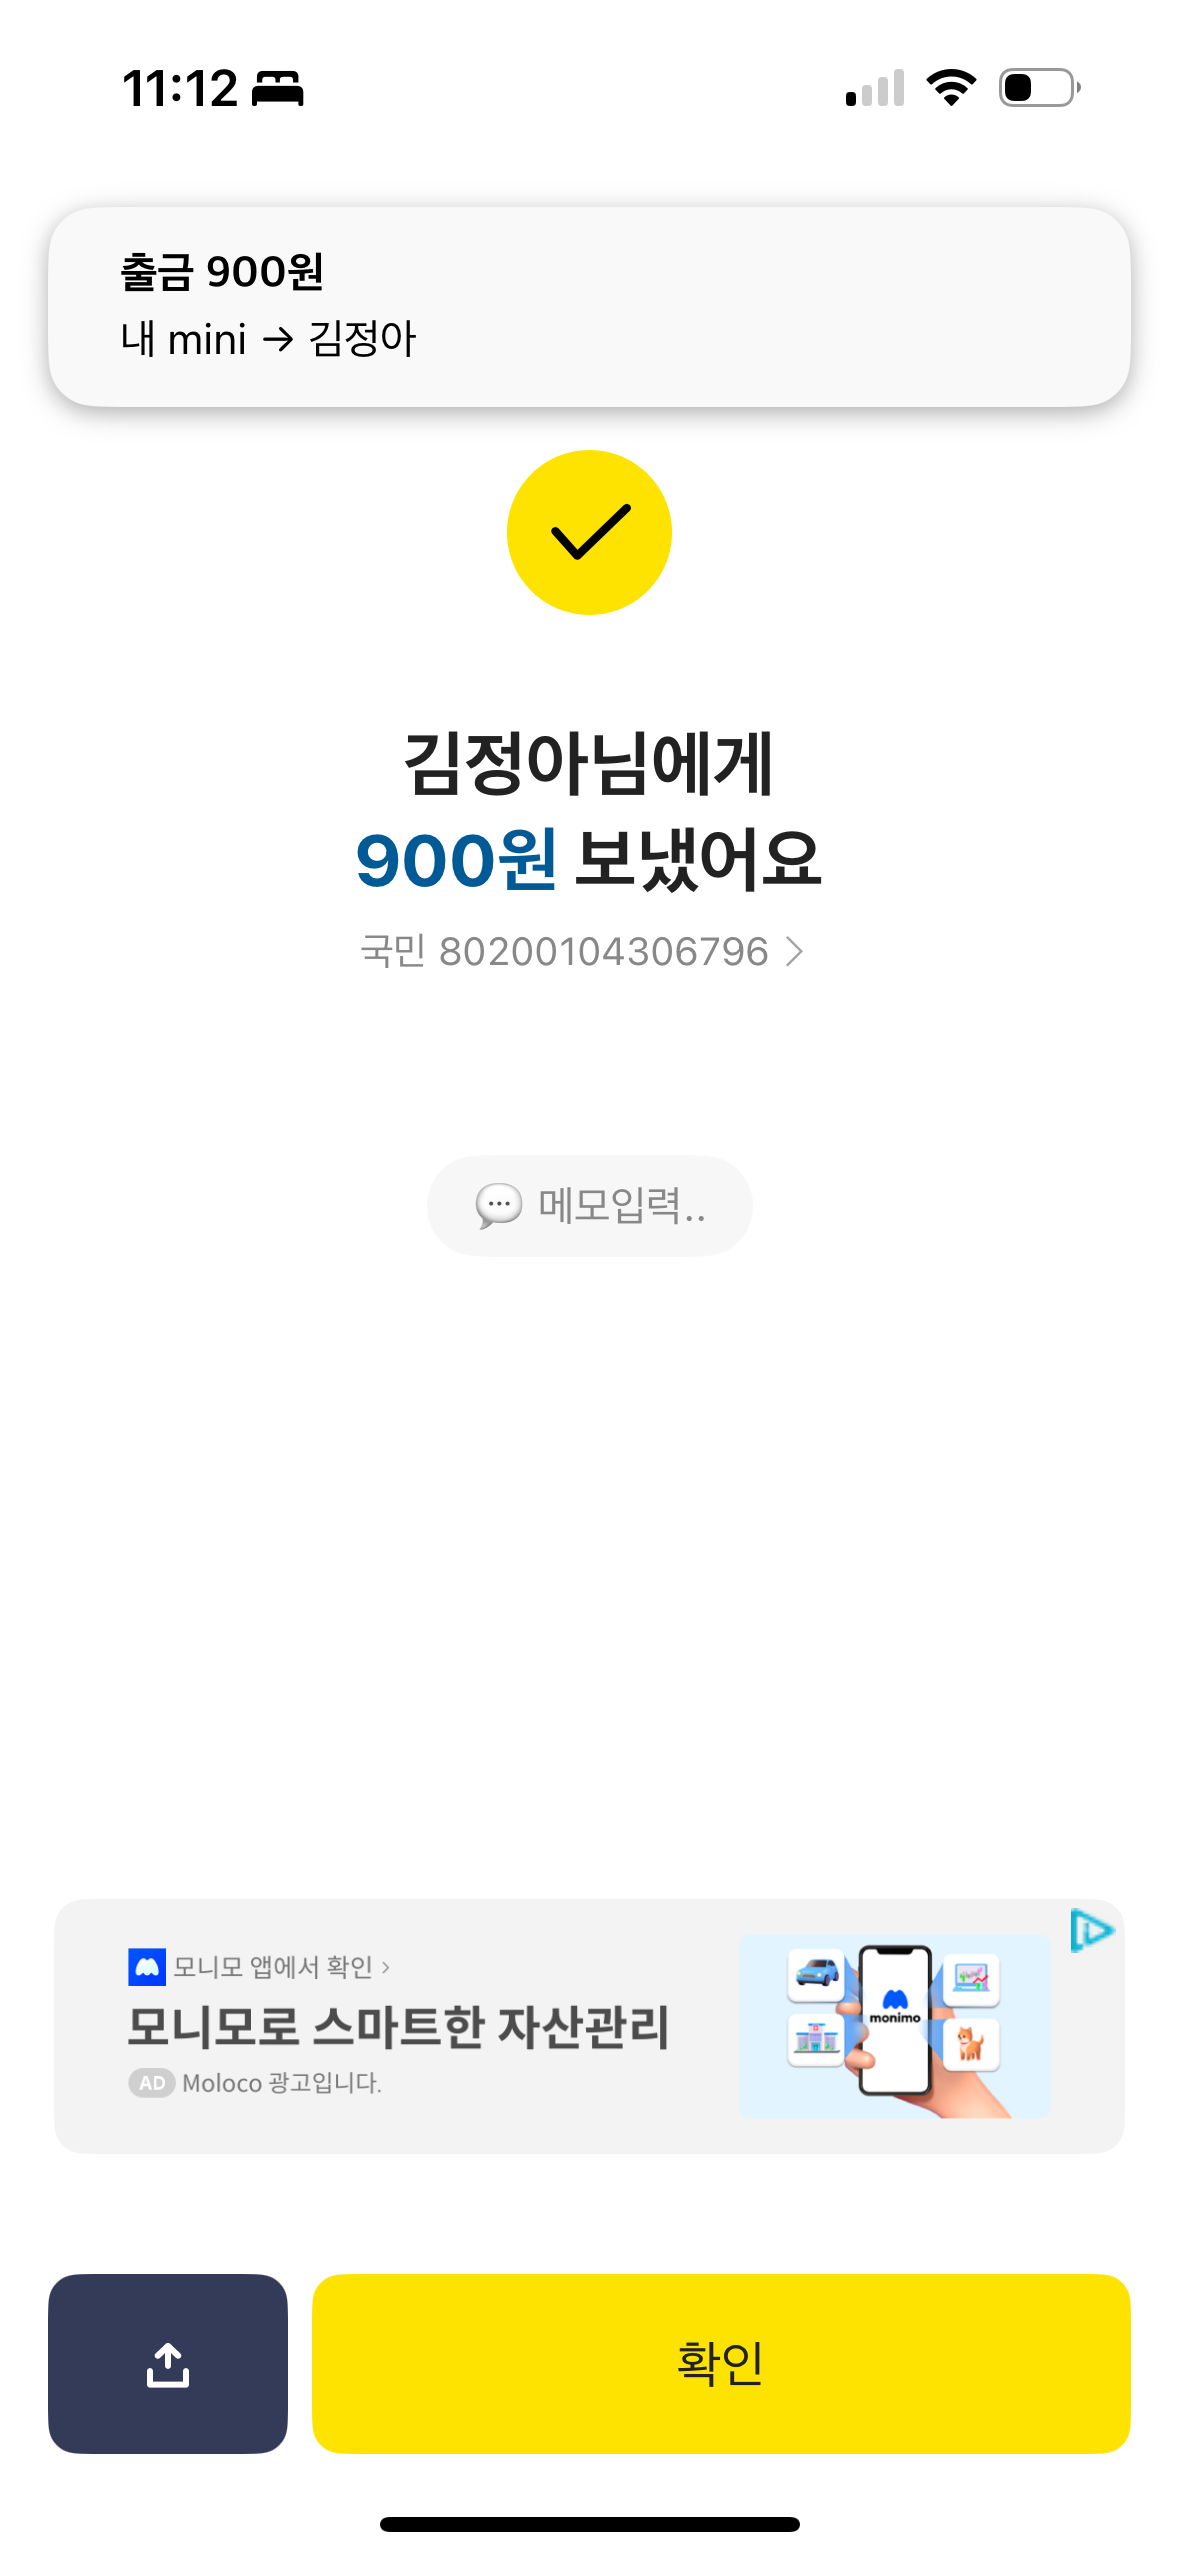 11:12
출금 900원
내 mini → 김정아
김정아님에게
900원 보냈어요
국민 80200104306796 >
메모입력..
모니모 앱에서 확인 >
모니모로 스마트한 자산관리
AD Moloco 광고입니다.
monimo
확인